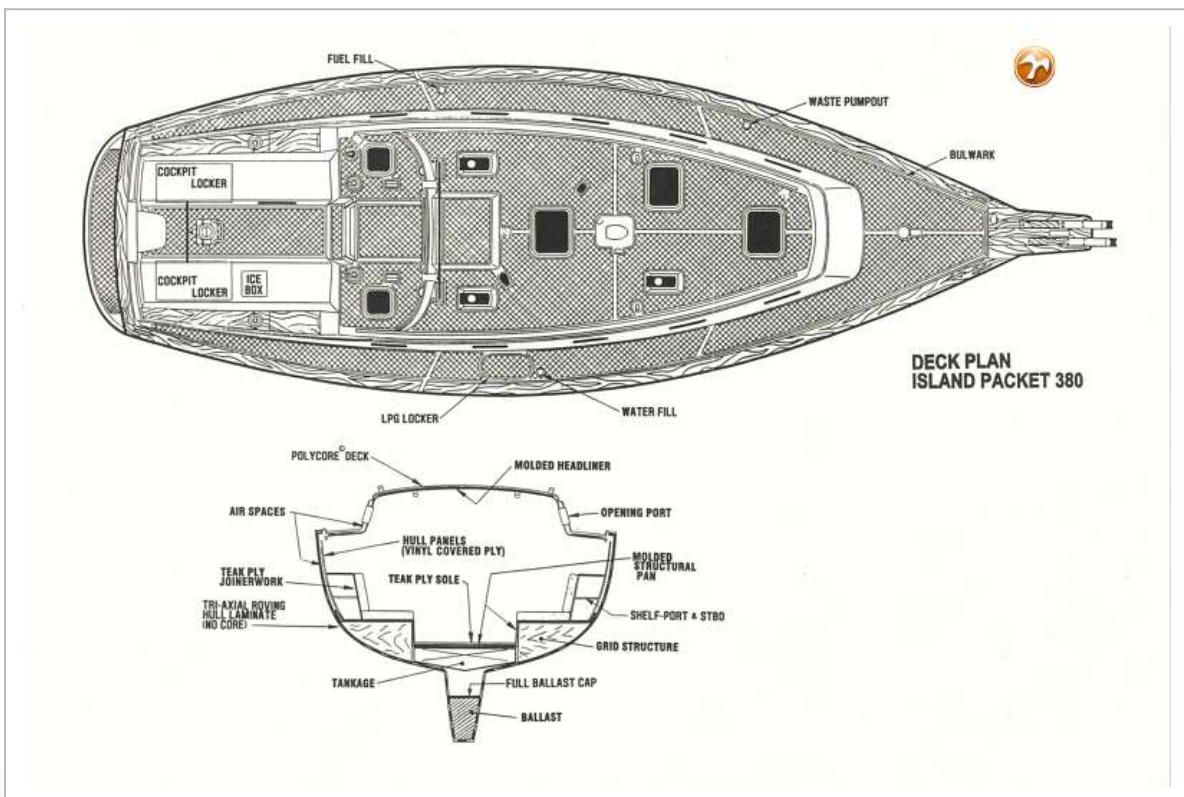 FUEL FILL
WASTE PUMPOUT
BULWARK
COCKPIT
LOCKER
COCKPIT
LOCKER
ICE
BOX
DECK PLAN
ISLAND PACKET 380
LPG LOCKER
WATER FILL
POLYCORE© DECK
MOLDED HEADLINER
AIR SPACES
OPENING PORT
HULL PANELS
(VINYL COVERED PLY)
MOLDED
STRUCTURAL
PAN
TEAK PLY
JOINERWORK
TEAK PLY SOLE
TRI-AXIAL ROVING
HULL LAMINATE
(NO CORE)
SHELF-PORT & STBD
GRID STRUCTURE
TANKAGE
FULL BALLAST CAP
BALLAST